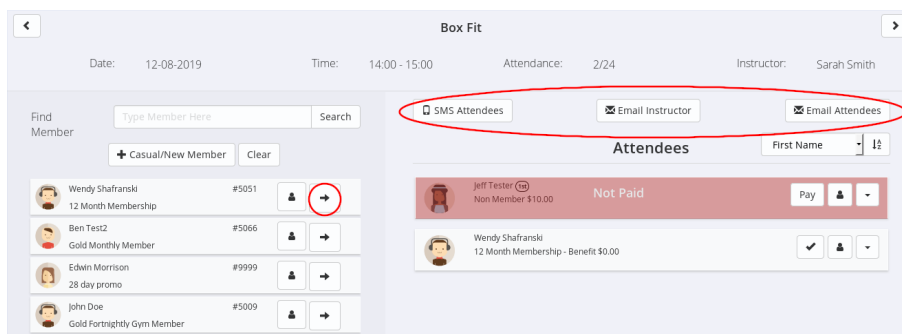 Box Fit
Date: 12-08-2019 Time: 14:00 - 15:00 Attendance: 2/24 Instructor: Sarah Smith
Find Member
Type Member Here
Search
Casual/New Member
Clear
Wendy Shafranski #5051
12 Month Membership
Ben Test2 #5066
Gold Monthly Member
Edwin Morrison #9999
28 day promo
John Doe #5009
Gold Fortnightly Gym Member
SMS Attendees
Email Instructor
Email Attendees
Attendees
First Name
Jeff Tester 1st
Non Member $10.00
Not Paid
Pay
Wendy Shafranski
12 Month Membership - Benefit $0.00